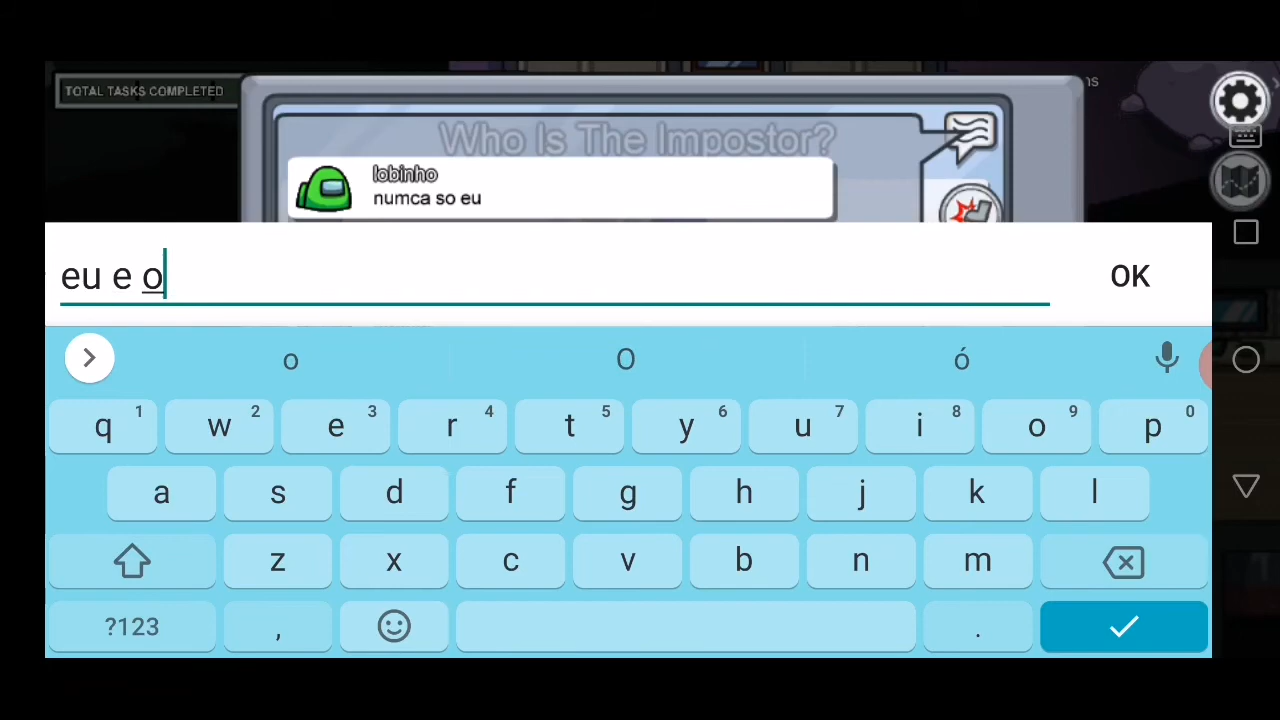 TOTAL TASKS COMPLETED
ns
Who Is The Impostor?
lobinho
numca so eu
eu e o
OK
o O ó
q 1 w 2 e 3 r 4 t 5 y 6 u 7 i 8 o 9 p 0
a s d f g h j k l
z x c v b n m
?123 , .